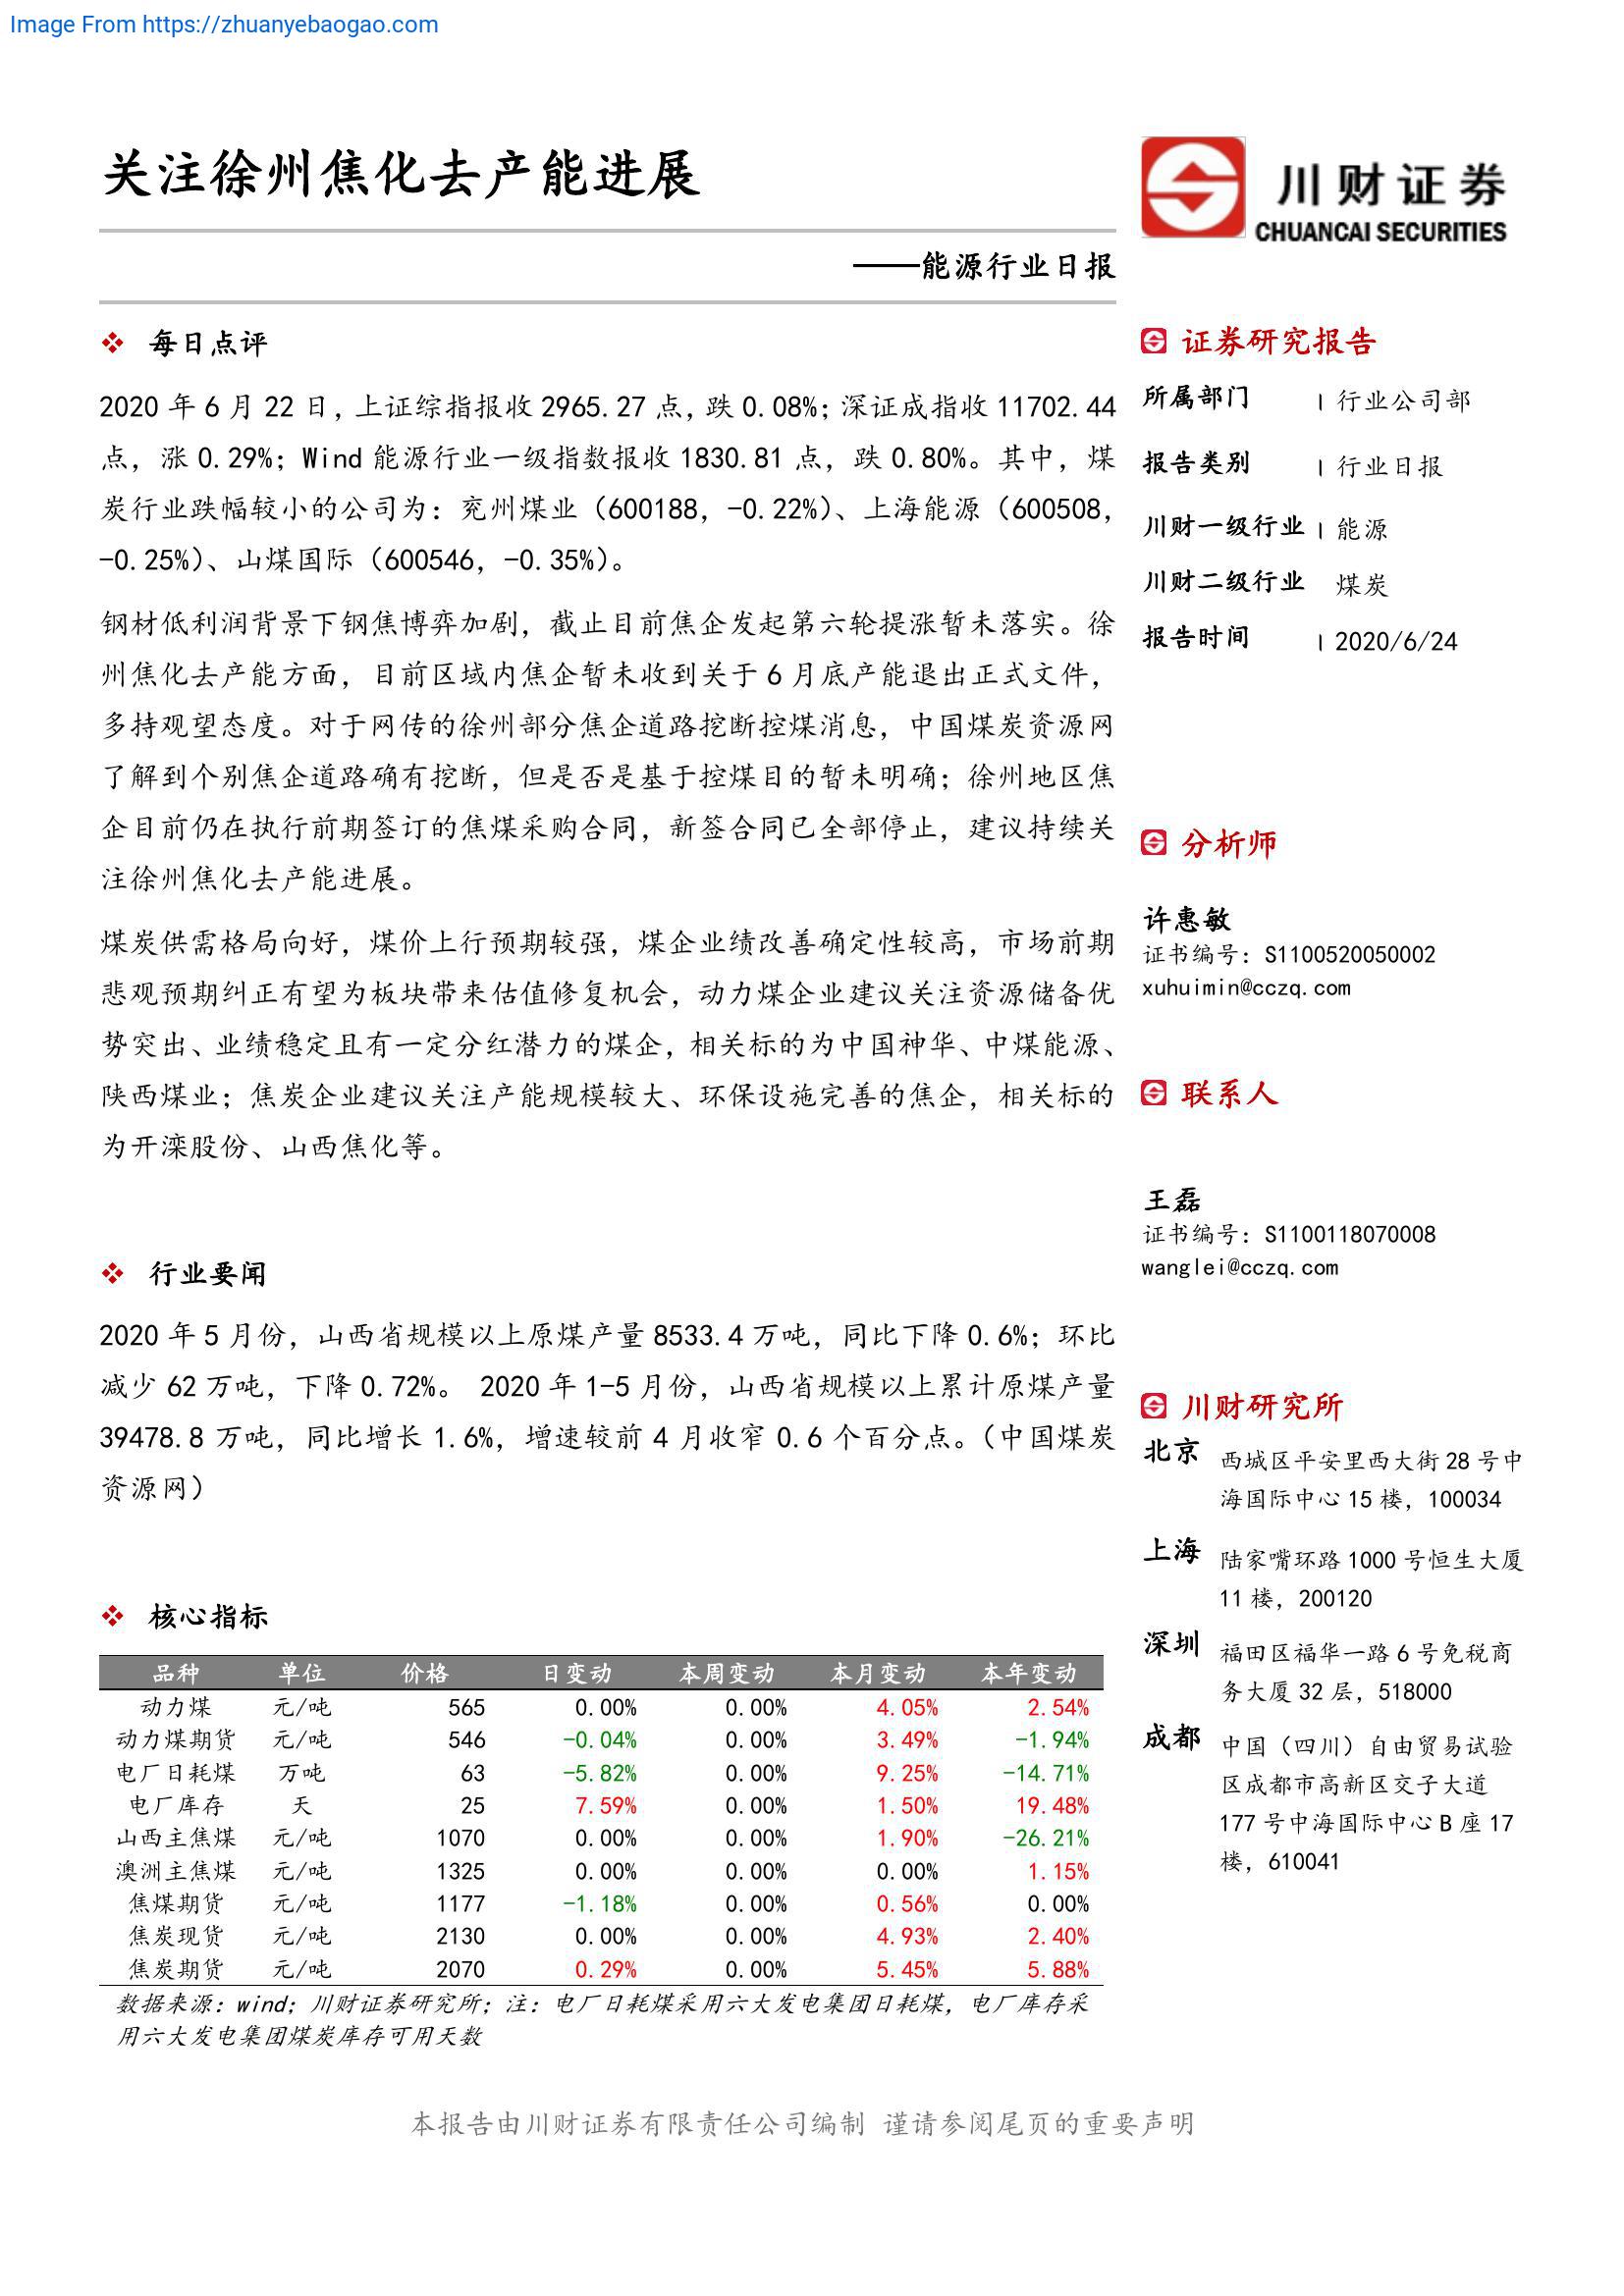 Image From https://zhuanyebaogao.com
关注徐州焦化去产能进展
川财证券
CHUANCAI SECURITIES
——能源行业日报
❖ 每日点评
2020 年 6 月 22 日，上证综指报收 2965.27 点，跌 0.08%；深证成指收 11702.44
点，涨 0.29%；Wind 能源行业一级指数报收 1830.81 点，跌 0.80%。其中，煤
炭行业跌幅较小的公司为：兖州煤业（600188，-0.22%）、上海能源（600508，
-0.25%）、山煤国际（600546，-0.35%）。
钢材低利润背景下钢焦博弈加剧，截止目前焦企发起第六轮提涨暂未落实。徐
州焦化去产能方面，目前区域内焦企暂未收到关于 6 月底产能退出正式文件，
多持观望态度。对于网传的徐州部分焦企道路挖断控煤消息，中国煤炭资源网
了解到个别焦企道路确有挖断，但是否是基于控煤目的暂未明确；徐州地区焦
企目前仍在执行前期签订的焦煤采购合同，新签合同已全部停止，建议持续关
注徐州焦化去产能进展。
煤炭供需格局向好，煤价上行预期较强，煤企业绩改善确定性较高，市场前期
悲观预期纠正有望为板块带来估值修复机会，动力煤企业建议关注资源储备优
势突出、业绩稳定且有一定分红潜力的煤企，相关标的为中国神华、中煤能源、
陕西煤业；焦炭企业建议关注产能规模较大、环保设施完善的焦企，相关标的
为开滦股份、山西焦化等。
❖ 行业要闻
2020 年 5 月份，山西省规模以上原煤产量 8533.4 万吨，同比下降 0.6%；环比
减少 62 万吨，下降 0.72%。 2020 年 1-5 月份，山西省规模以上累计原煤产量
39478.8 万吨，同比增长 1.6%，增速较前 4 月收窄 0.6 个百分点。（中国煤炭
资源网）
❖ 核心指标
品种 单位 价格 日变动 本周变动 本月变动 本年变动
动力煤 元/吨 565 0.00% 0.00% 4.05% 2.54%
动力煤期货 元/吨 546 -0.04% 0.00% 3.49% -1.94%
电厂日耗煤 万吨 63 -5.82% 0.00% 9.25% -14.71%
电厂库存 天 25 7.59% 0.00% 1.50% 19.48%
山西主焦煤 元/吨 1070 0.00% 0.00% 1.90% -26.21%
澳洲主焦煤 元/吨 1325 0.00% 0.00% 0.00% 1.15%
焦煤期货 元/吨 1177 -1.18% 0.00% 0.56% 0.00%
焦炭现货 元/吨 2130 0.00% 0.00% 4.93% 2.40%
焦炭期货 元/吨 2070 0.29% 0.00% 5.45% 5.88%
数据来源：wind；川财证券研究所；注：电厂日耗煤采用六大发电集团日耗煤，电厂库存采
用六大发电集团煤炭库存可用天数
证券研究报告
所属部门 | 行业公司部
报告类别 | 行业日报
川财一级行业 | 能源
川财二级行业 煤炭
报告时间 | 2020/6/24
分析师
许惠敏
证书编号：S1100520050002
xuhuimin@cczq.com
联系人
王磊
证书编号：S1100118070008
wanglei@cczq.com
川财研究所
北京 西城区平安里西大街 28 号中
海国际中心 15 楼，100034
上海 陆家嘴环路 1000 号恒生大厦
11 楼，200120
深圳 福田区福华一路 6 号免税商
务大厦 32 层，518000
成都 中国（四川）自由贸易试验
区成都市高新区交子大道
177 号中海国际中心 B 座 17
楼，610041
本报告由川财证券有限责任公司编制 谨请参阅尾页的重要声明